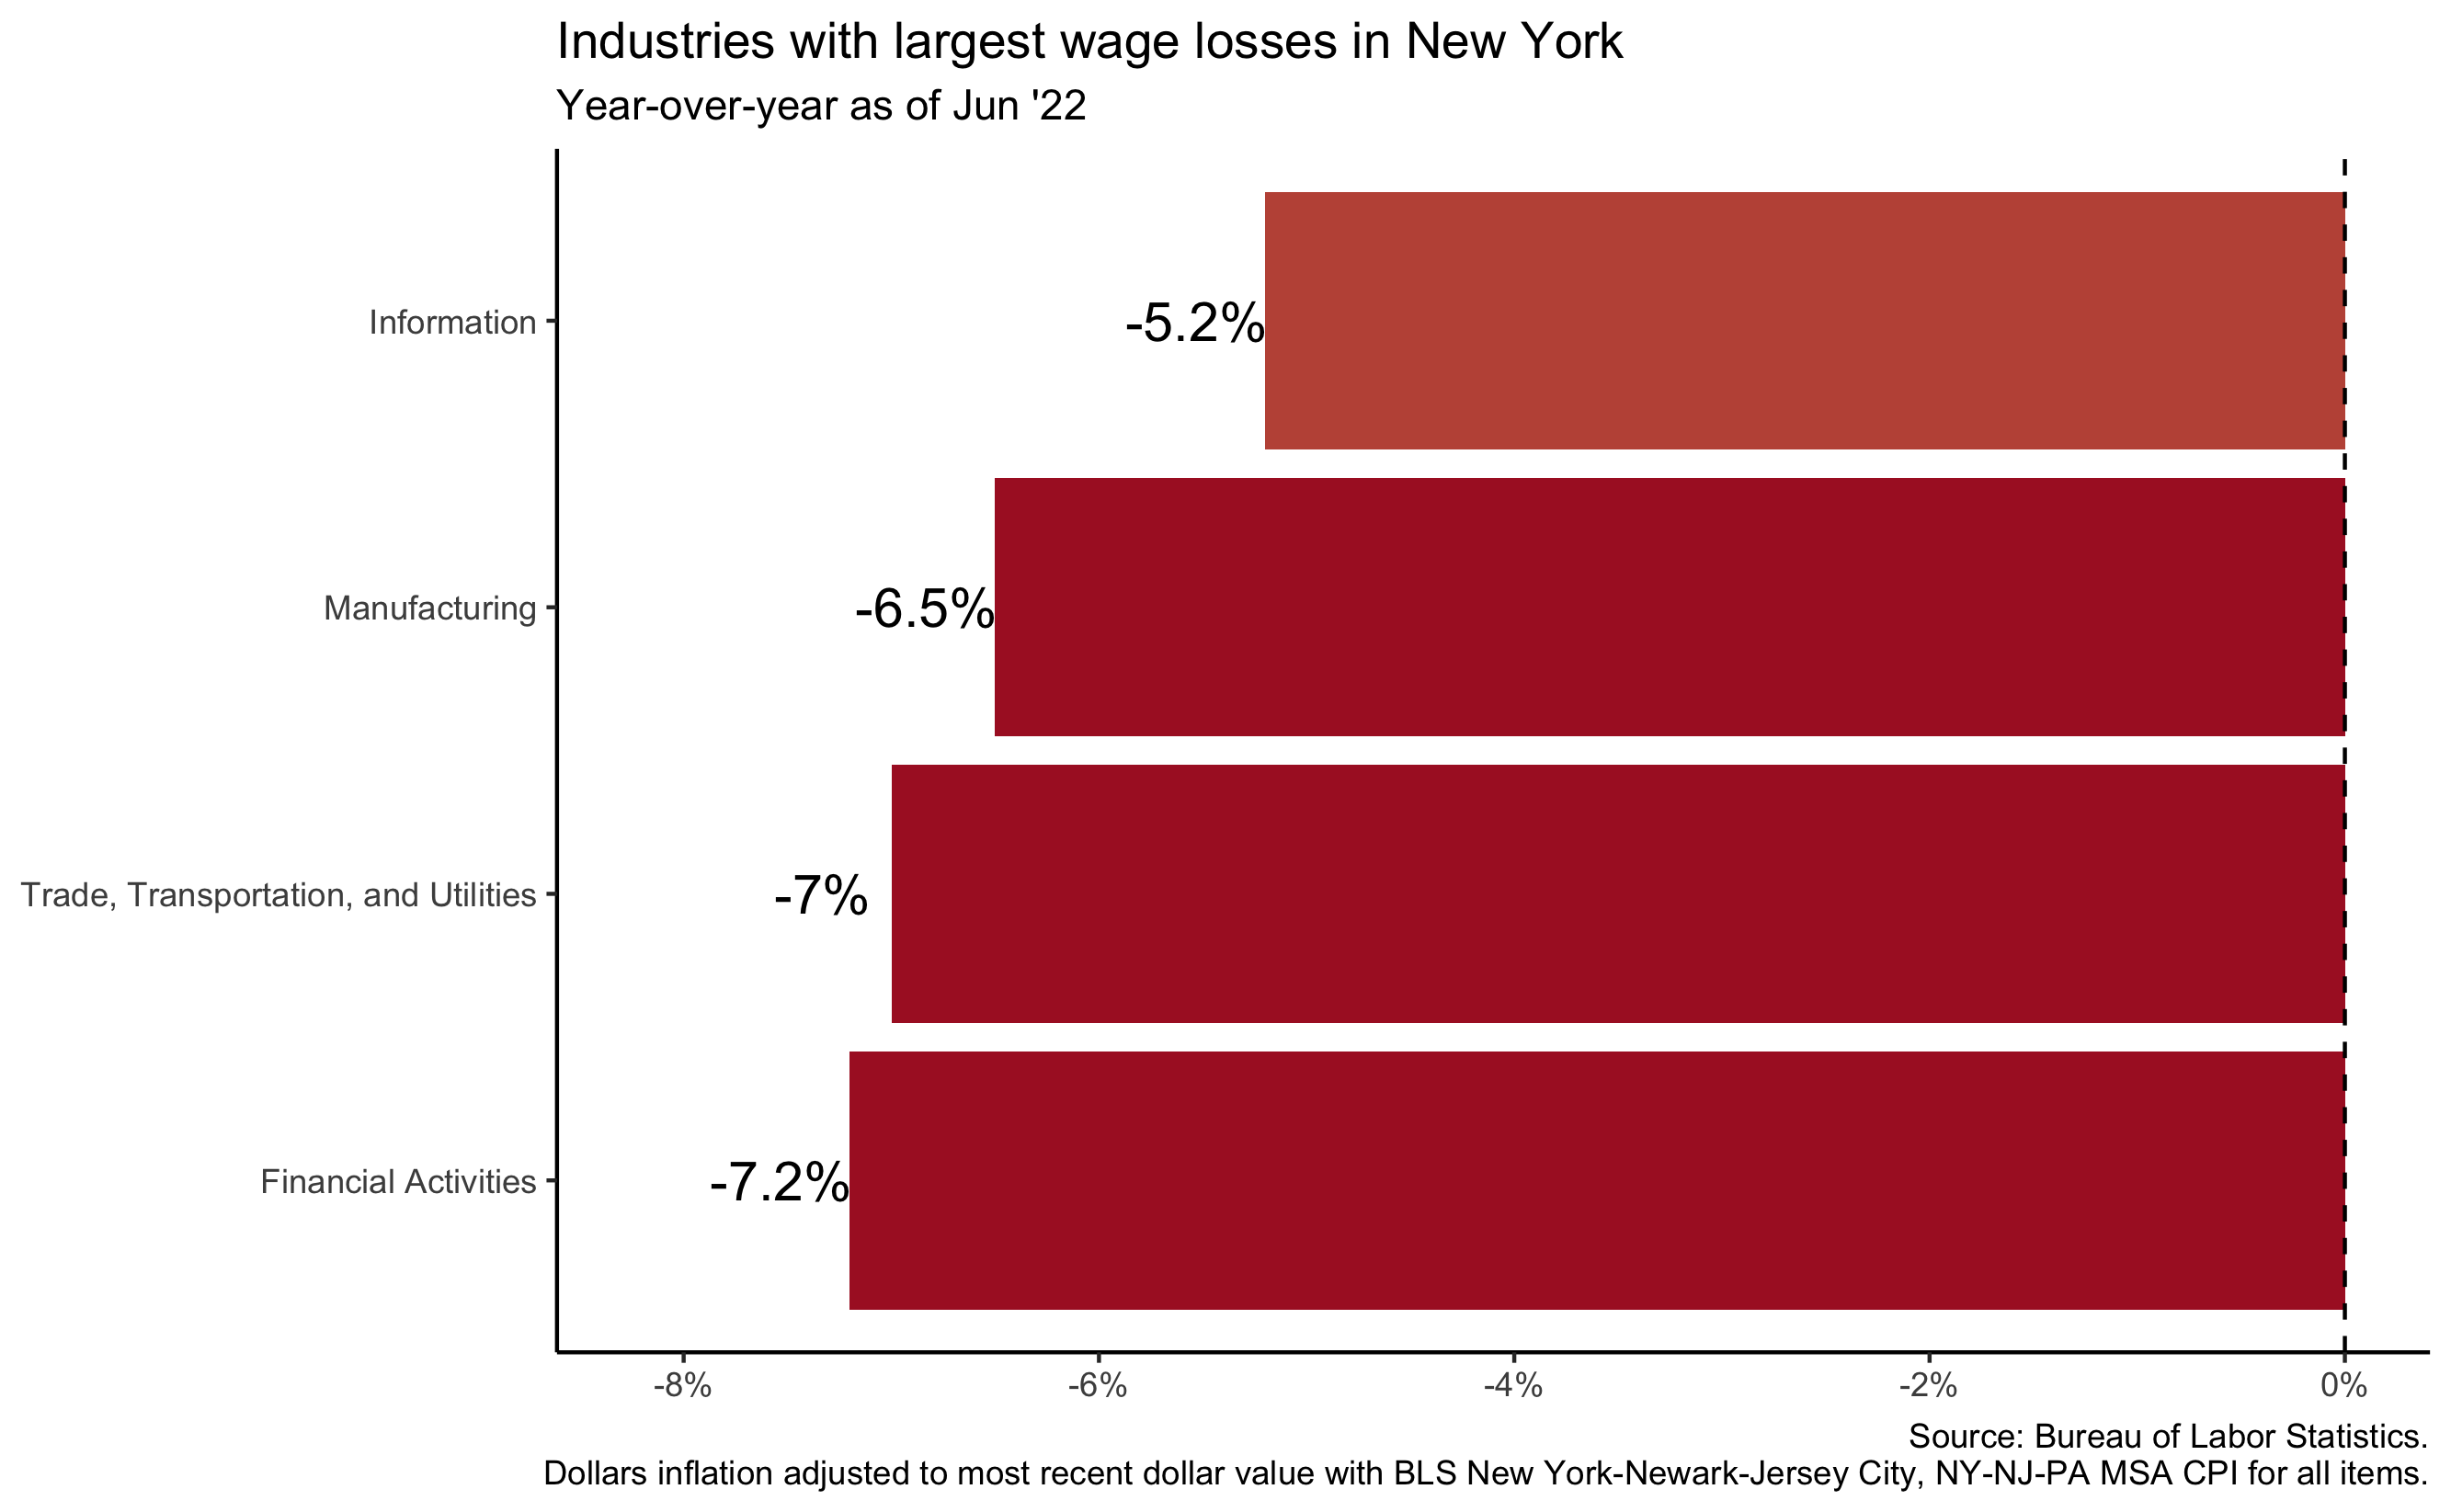 Industries with largest wage losses in New York
Year-over-year as of Jun '22
Information
-5.2%
Manufacturing
-6.5%
Trade, Transportation, and Utilities
-7%
Financial Activities
-7.2%
-8%
-6%
-4%
-2%
0%
Source: Bureau of Labor Statistics.
Dollars inflation adjusted to most recent dollar value with BLS New York-Newark-Jersey City, NY-NJ-PA MSA CPI for all items.